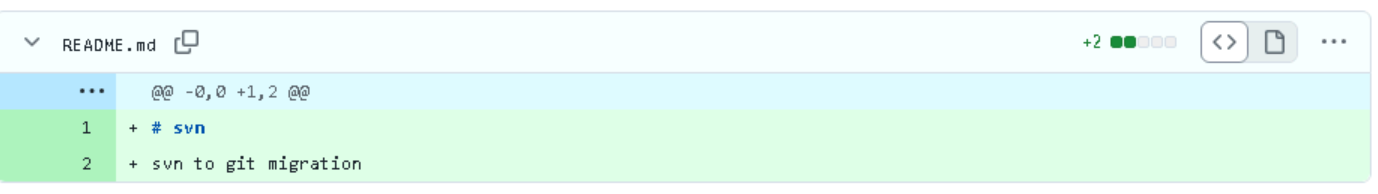 README.md +2
@@ -0,0 +1,2 @@
1 + # svn
2 + svn to git migration